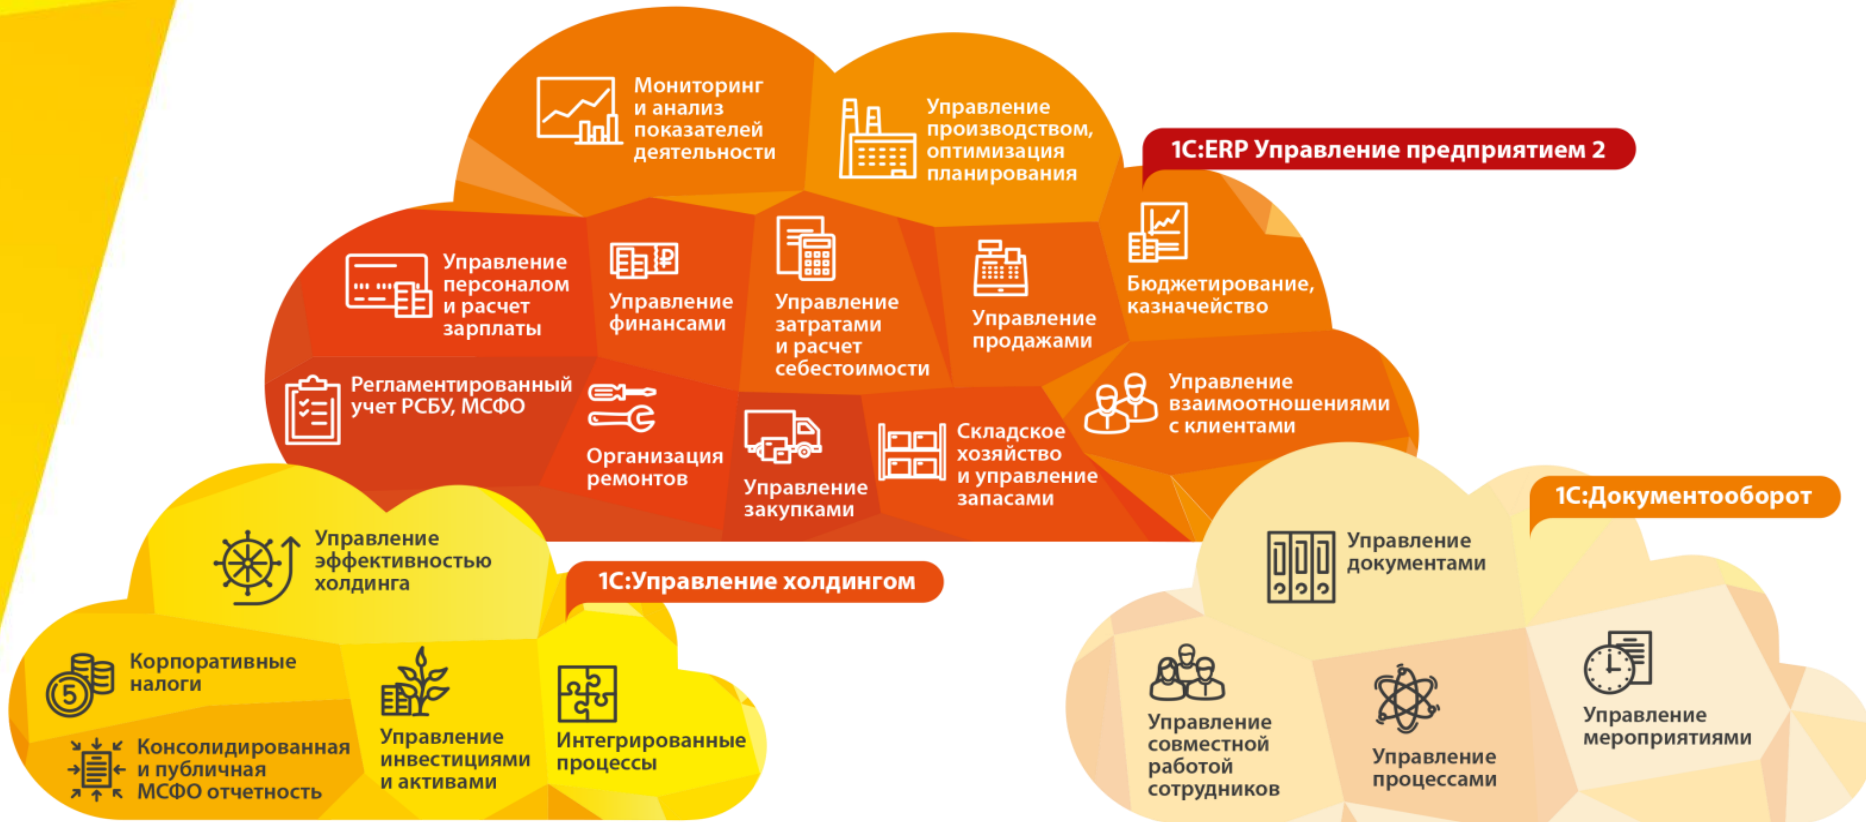 Мониторинг
и анализ
показателей
деятельности
Управление
производством,
оптимизация
планирования
1С:ERP Управление предприятием 2
Управление
персоналом
и расчет
зарплаты
Управление
финансами
Управление
затратами
и расчет
себестоимости
Управление
продажами
Бюджетирование,
казначейство
Регламентированный
учет РСБУ, МСФО
Организация
ремонтов
Управление
закупками
Складское
хозяйство
и управление
запасами
Управление
взаимоотношениями
с клиентами
1С:Управление холдингом
Управление
эффективностью
холдинга
Корпоративные
налоги
5
Консолидированная
и публичная
МСФО отчетность
Управление
инвестициями
и активами
Интегрированные
процессы
1С:Документооборот
Управление
документами
Управление
совместной
работой
сотрудников
Управление
процессами
Управление
мероприятиями